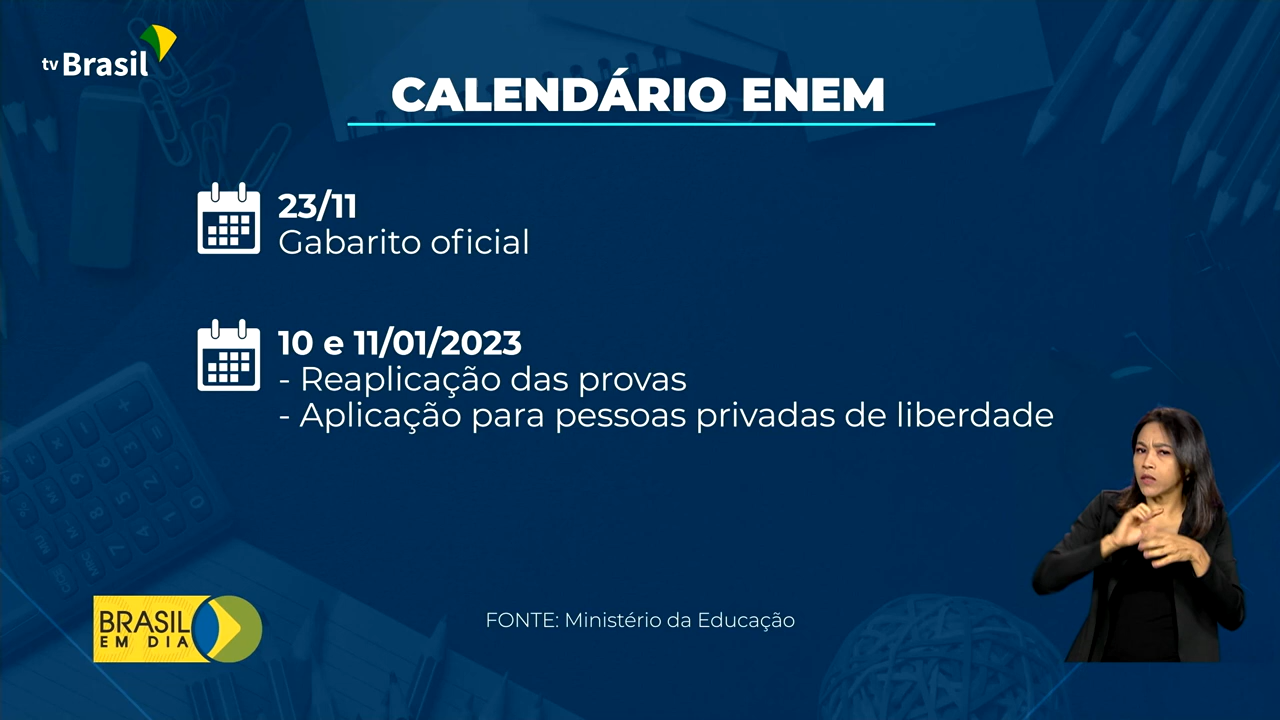 tv Brasil
CALENDÁRIO ENEM
23/11
Gabarito oficial
10 e 11/01/2023
- Reaplicação das provas
- Aplicação para pessoas privadas de liberdade
BRASIL
EM DIA
FONTE: Ministério da Educação